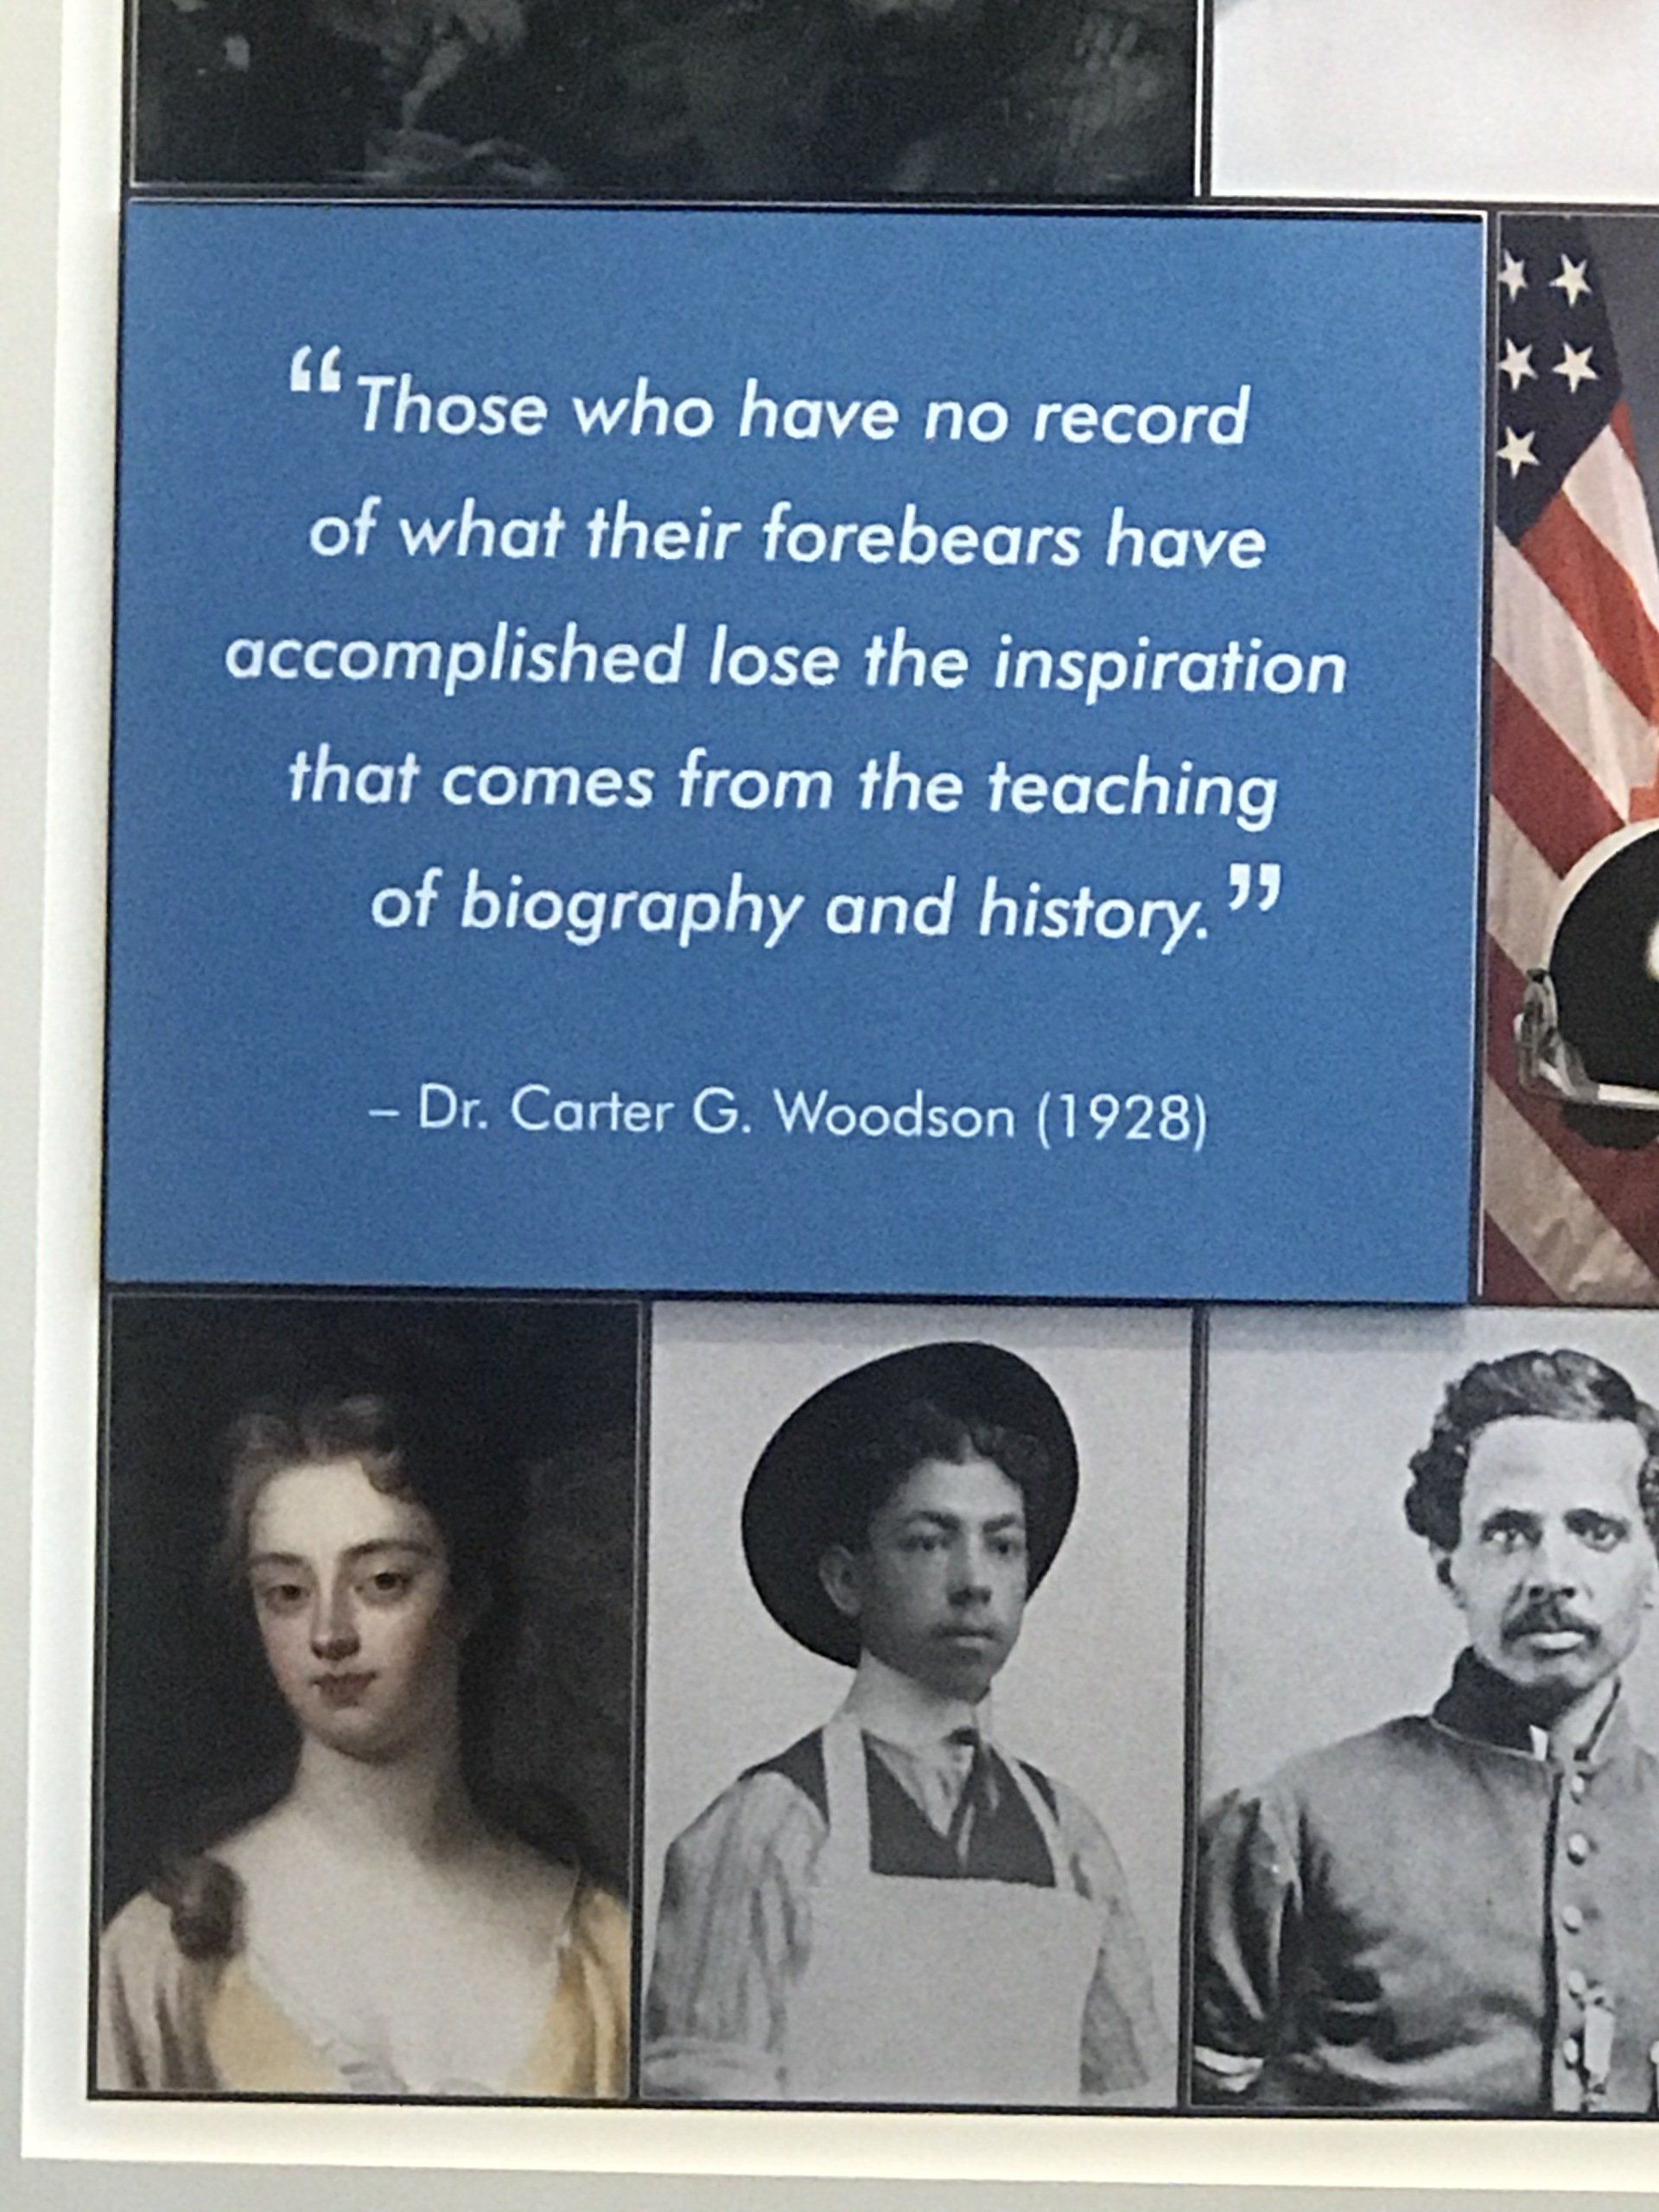 “Those who have no record
of what their forebears have
accomplished lose the inspiration
that comes from the teaching
of biography and history.”
– Dr. Carter G. Woodson (1928)